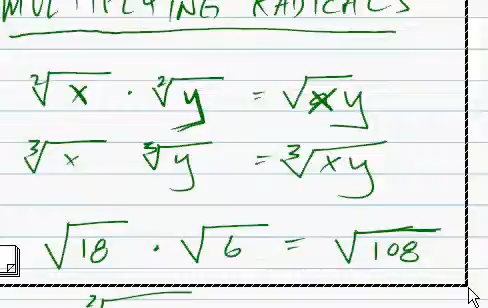 MULTIPLYING RADICALS
²√x · ²√y = √xy
³√x ³√y = ³√xy
√18 · √6 = √108